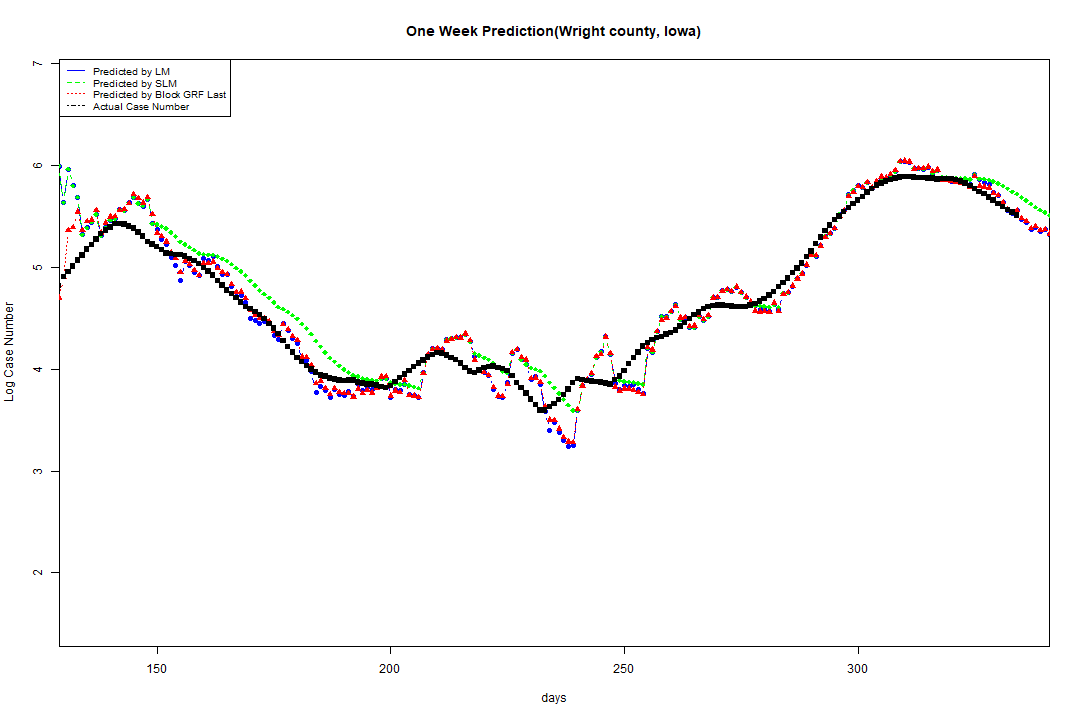 One Week Prediction(Wright county, Iowa)
Predicted by LM
Predicted by SLM
Predicted by Block GRF Last
Actual Case Number
7
6
5
4
3
2
Log Case Number
150 200 250 300
days